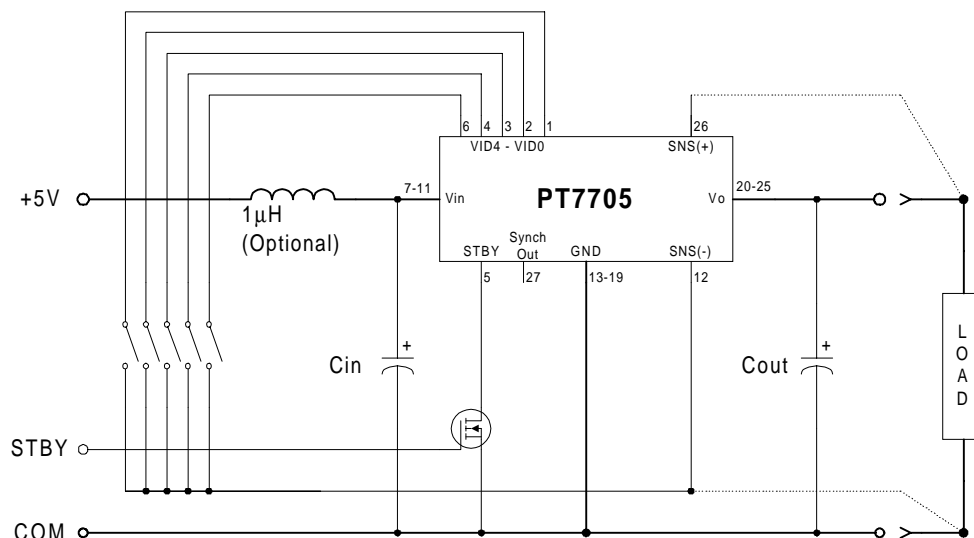 6 4 3 2 1
26
VID4 - VID0
SNS(+)
+5V
7-11
Vin
PT7705
Vo
20-25
1µH
(Optional)
STBY
Synch
Out
GND
SNS(-)
5
27
13-19
12
+
Cin
+
Cout
L
O
A
D
STBY
COM